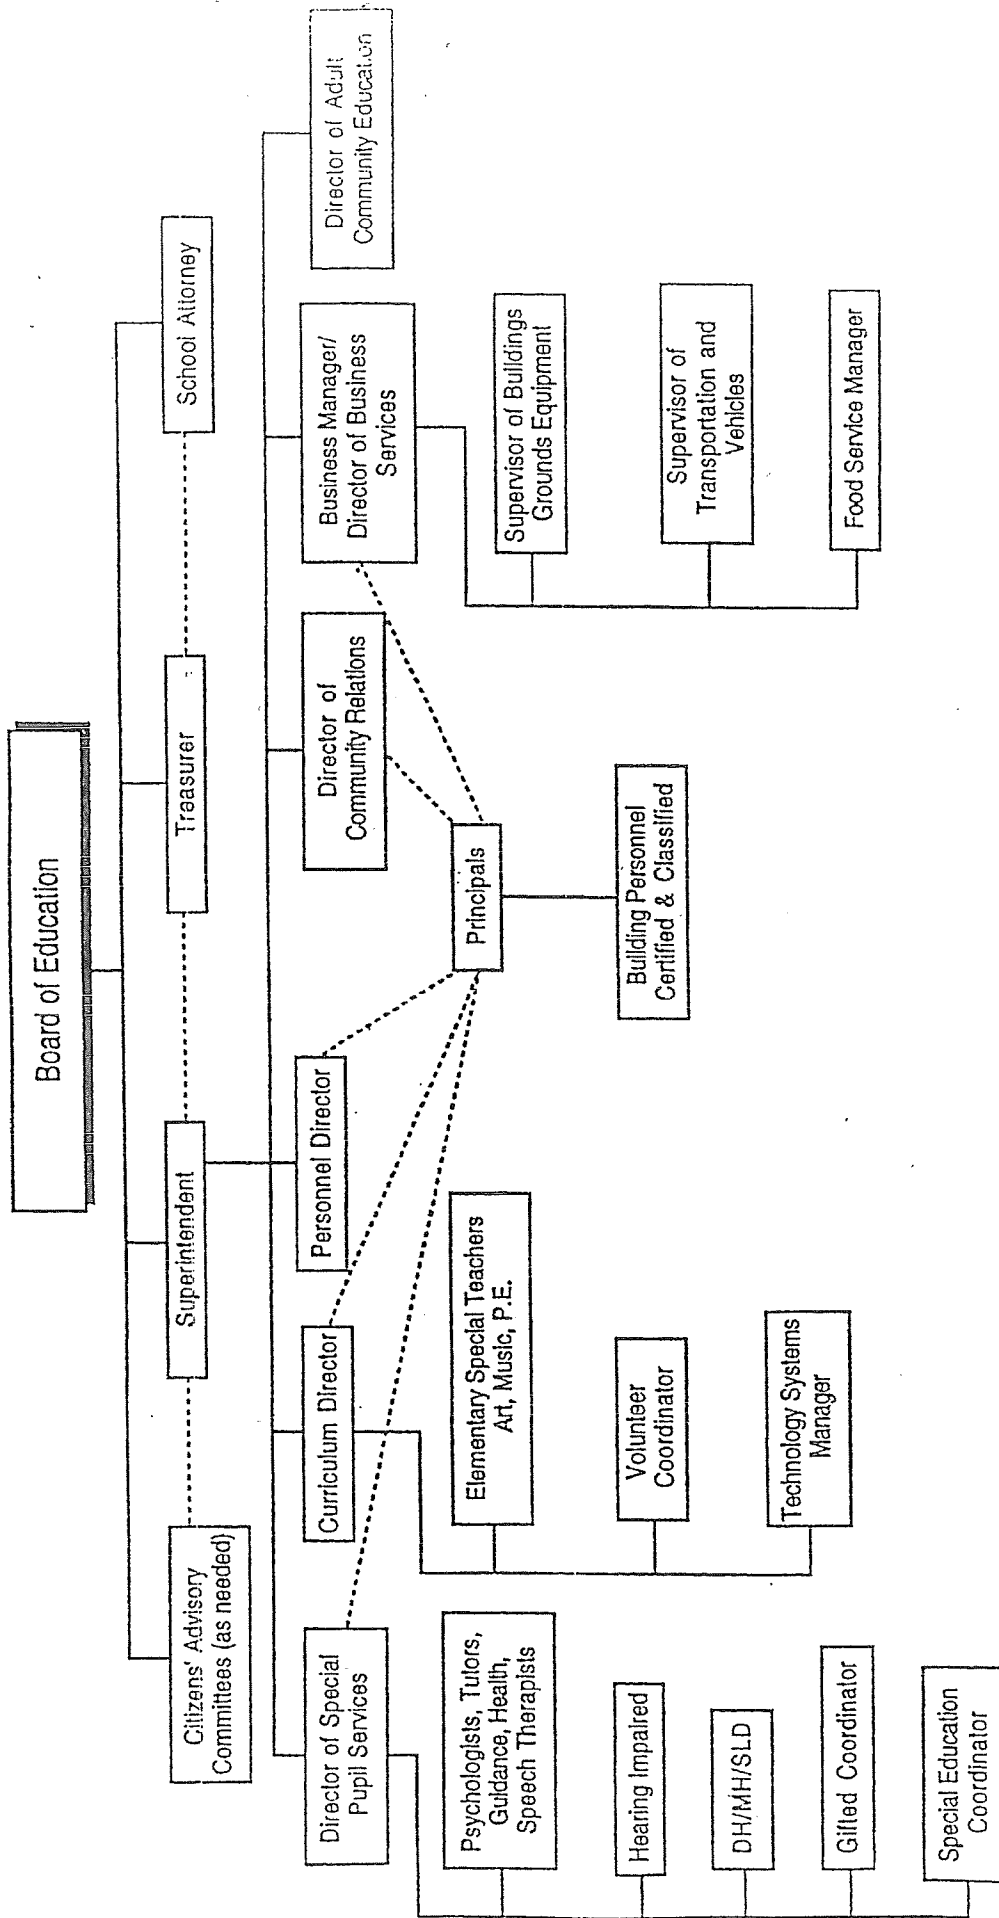 Board of Education
Citizens' Advisory
Committees (as needed)
Superintendent
Treasurer
School Attorney
Director of Special
Pupil Services
Curriculum Director
Personnel Director
Director of
Community Relations
Business Manager/
Director of Business
Services
Director of Adult
Community Education
Principals
Psychologists, Tutors,
Guidance, Health,
Speech Therapists
Hearing Impaired
DH/MH/SLD
Gifted Coordinator
Special Education
Coordinator
Elementary Special Teachers
Art, Music, P.E.
Volunteer
Coordinator
Technology Systems
Manager
Building Personnel
Certified & Classified
Supervisor of Buildings
Grounds Equipment
Supervisor of
Transportation and
Vehicles
Food Service Manager